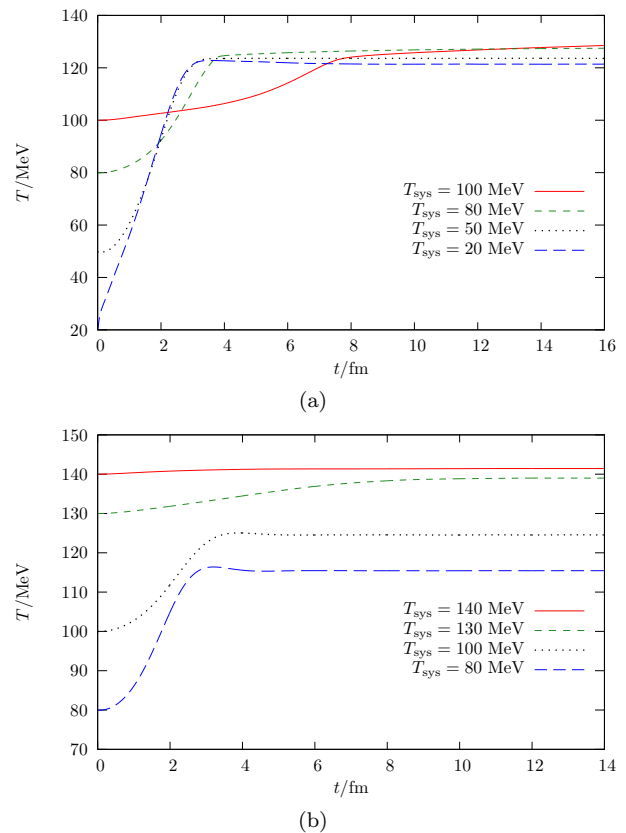 140
120
100
80
60
40
20
T/MeV
T_sys = 100 MeV
T_sys = 80 MeV
T_sys = 50 MeV
T_sys = 20 MeV
0 2 4 6 8 10 12 14 16
t/fm
(a)
150
140
130
120
110
100
90
80
70
T/MeV
T_sys = 140 MeV
T_sys = 130 MeV
T_sys = 100 MeV
T_sys = 80 MeV
0 2 4 6 8 10 12 14
t/fm
(b)